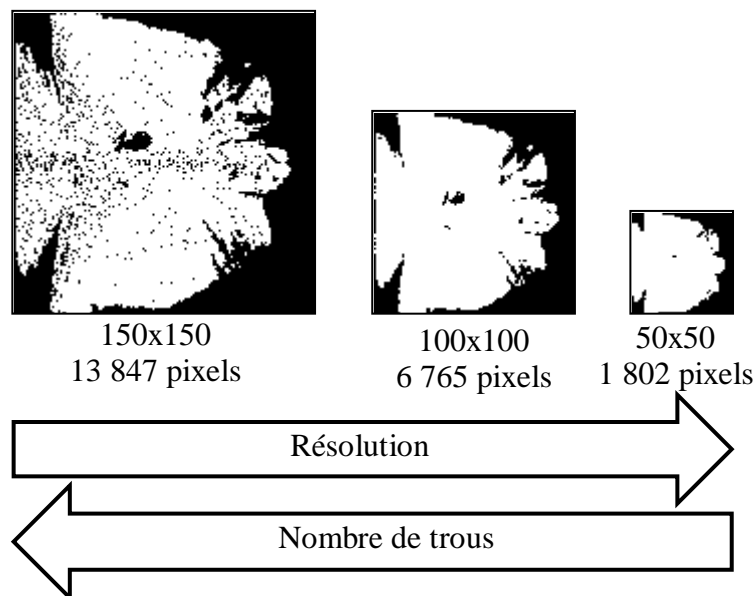 150x150
13 847 pixels
100x100
6 765 pixels
50x50
1 802 pixels
Résolution
Nombre de trous